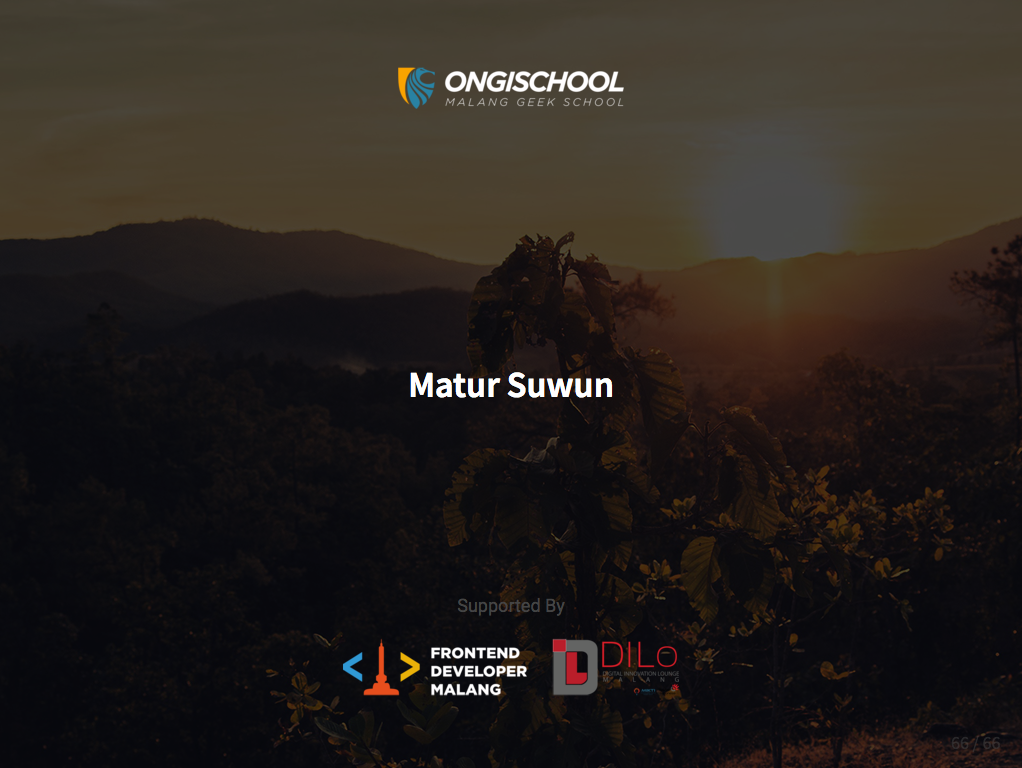 ONGISCHOOL
MALANG GEEK SCHOOL
Matur Suwun
Supported By
FRONTEND
DEVELOPER
MALANG
DILo
DIGITAL INNOVATION LOUNGE
MALANG
66 / 66